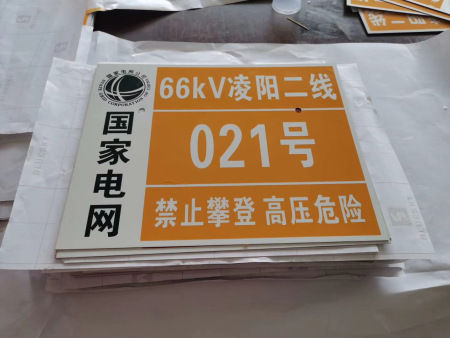 国家电网
66kV凌阳二线
021号
禁止攀登 高压危险